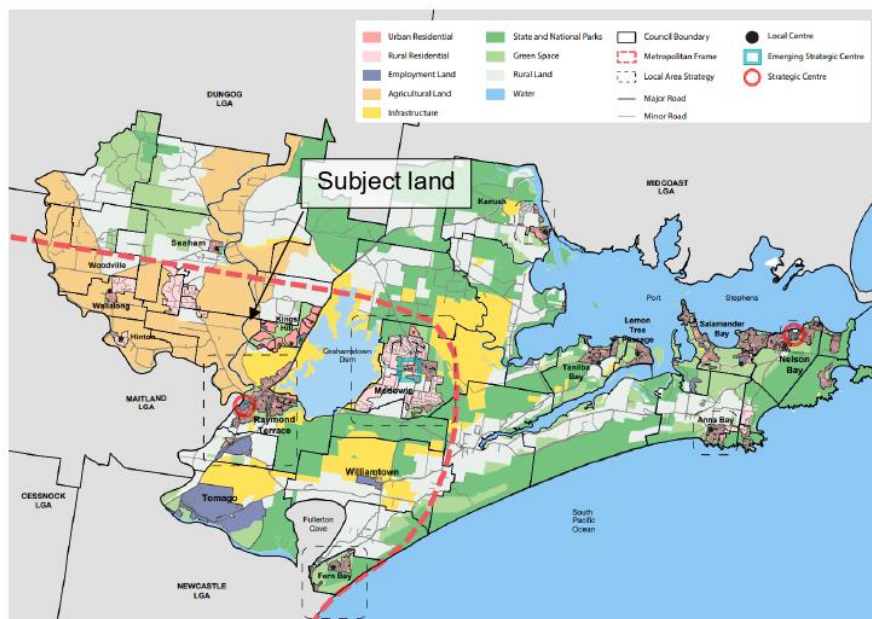 Urban Residential
Rural Residential
Employment Land
Agricultural Land
Infrastructure
State and National Parks
Green Space
Rural Land
Water
Council Boundary
Metropolitan Frame
Local Area Strategy
Major Road
Minor Road
Local Centre
Emerging Strategic Centre
Strategic Centre
DUNGOG
LGA
Subject land
MIDCOAST
LGA
Karuah
Seaham
Woodville
Wallalong
Hinton
Kings
Hill
Grahamstown
Dam
Port
Stephens
Lemon
Tree
Passage
Salamander
Bay
Nelson
Bay
Tanilba
Bay
Medowie
MAITLAND
LGA
Raymond
Terrace
Anna Bay
Williamtown
Tomago
CESSNOCK
LGA
Fullerton
Cove
South
Pacific
Ocean
Fern Bay
NEWCASTLE
LGA